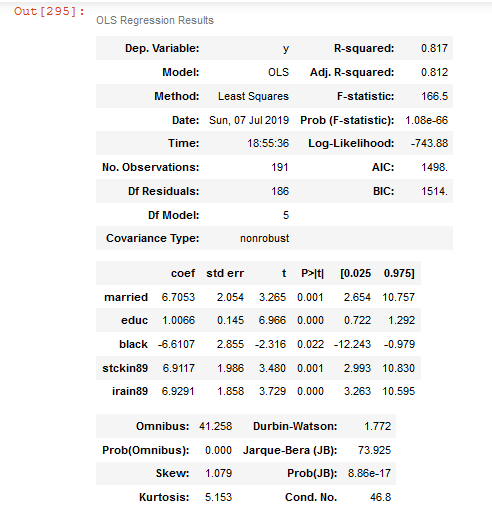 Out[295]:
OLS Regression Results
Dep. Variable: y R-squared: 0.817
Model: OLS Adj. R-squared: 0.812
Method: Least Squares F-statistic: 166.5
Date: Sun, 07 Jul 2019 Prob (F-statistic): 1.08e-66
Time: 18:55:36 Log-Likelihood: -743.88
No. Observations: 191 AIC: 1498.
Df Residuals: 186 BIC: 1514.
Df Model: 5
Covariance Type: nonrobust
coef std err t P>|t| [0.025 0.975]
married 6.7053 2.054 3.265 0.001 2.654 10.757
educ 1.0066 0.145 6.966 0.000 0.722 1.292
black -6.6107 2.855 -2.316 0.022 -12.243 -0.979
stckin89 6.9117 1.986 3.480 0.001 2.993 10.830
irain89 6.9291 1.858 3.729 0.000 3.263 10.595
Omnibus: 41.258 Durbin-Watson: 1.772
Prob(Omnibus): 0.000 Jarque-Bera (JB): 73.925
Skew: 1.079 Prob(JB): 8.86e-17
Kurtosis: 5.153 Cond. No. 46.8